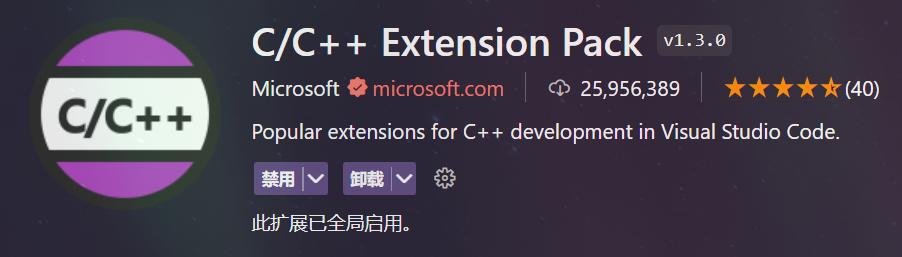 C/C++
C/C++ Extension Pack v1.3.0
Microsoft microsoft.com 25,956,389 (40)
Popular extensions for C++ development in Visual Studio Code.
禁用 卸载
此扩展已全局启用。